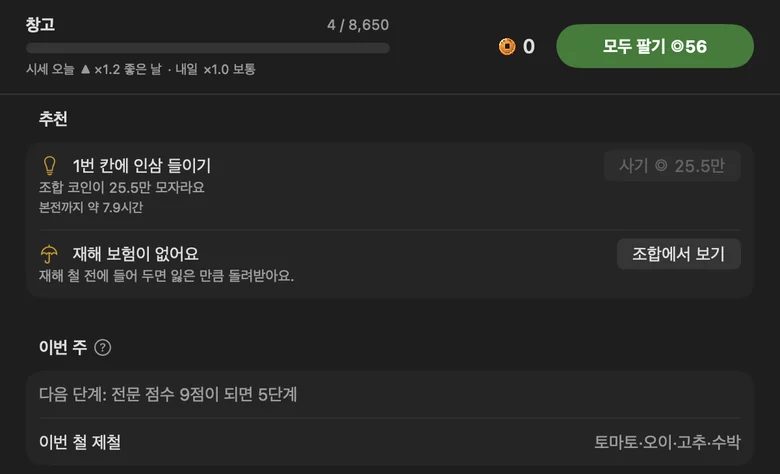 창고
4 / 8,650
시세 오늘 ▲ ×1.2 좋은 날 · 내일 ×1.0 보통
0
모두 팔기 ◎56
추천
1번 칸에 인삼 들이기
사기 ◎ 25.5만
조합 코인이 25.5만 모자라요
본전까지 약 7.9시간
재해 보험이 없어요
조합에서 보기
재해 철 전에 들어 두면 잃은 만큼 돌려받아요.
이번 주 ?
다음 단계: 전문 점수 9점이 되면 5단계
이번 철 제철
토마토·오이·고추·수박